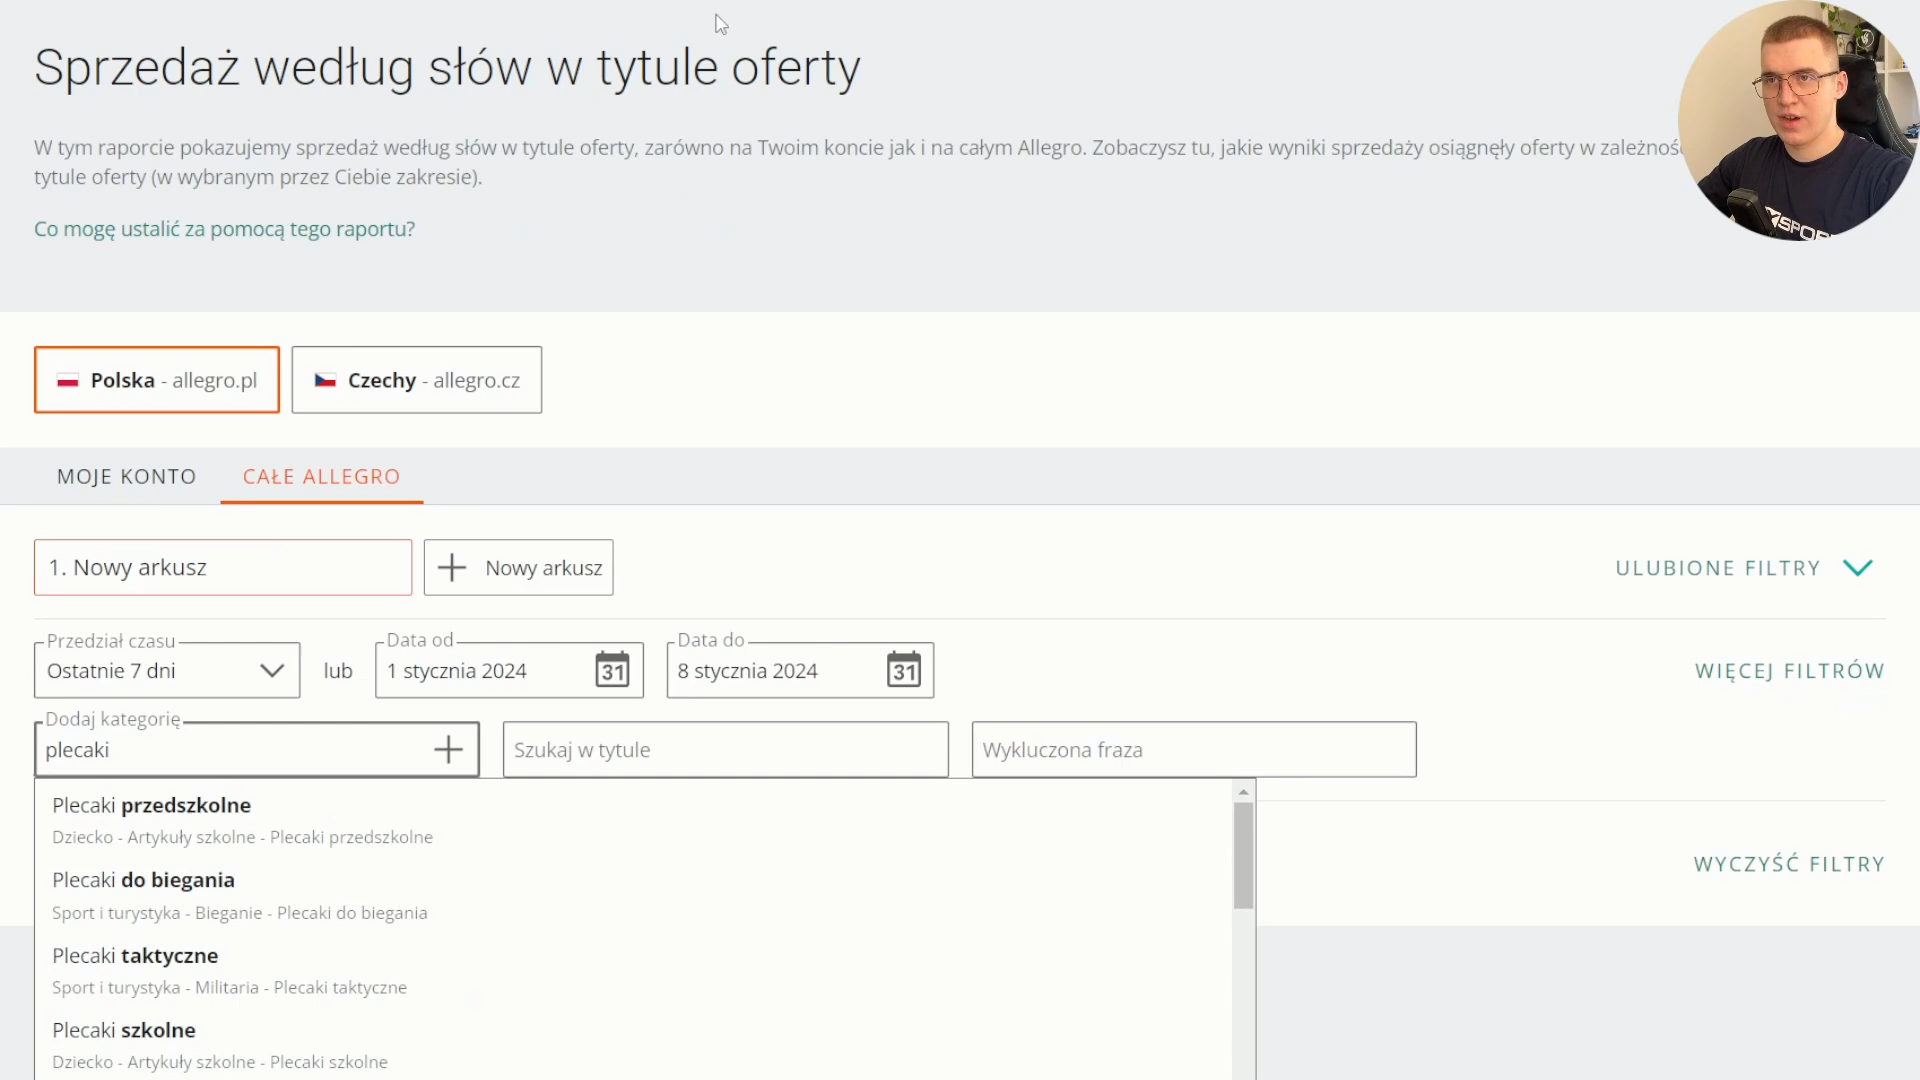 Sprzedaż według słów w tytule oferty
W tym raporcie pokazujemy sprzedaż według słów w tytule oferty, zarówno na Twoim koncie jak i na całym Allegro. Zobaczysz tu, jakie wyniki sprzedaży osiągnęły oferty w
tytule oferty (w wybranym przez Ciebie zakresie).
Co mogę ustalić za pomocą tego raportu?
Polska - allegro.pl
Czechy - allegro.cz
MOJE KONTO
CAŁE ALLEGRO
1. Nowy arkusz
Nowy arkusz
ULUBIONE FILTRY
Przedział czasu
Ostatnie 7 dni
lub
Data od
1 stycznia 2024
31
Data do
8 stycznia 2024
31
WIĘCEJ FILTRÓW
Dodaj kategorię
plecaki
Szukaj w tytule
Wykluczona fraza
Plecaki przedszkolne
Dziecko - Artykuły szkolne - Plecaki przedszkolne
Plecaki do biegania
Sport i turystyka - Bieganie - Plecaki do biegania
WYCZYŚĆ FILTRY
Plecaki taktyczne
Sport i turystyka - Militaria - Plecaki taktyczne
Plecaki szkolne
Dziecko - Artykuły szkolne - Plecaki szkolne